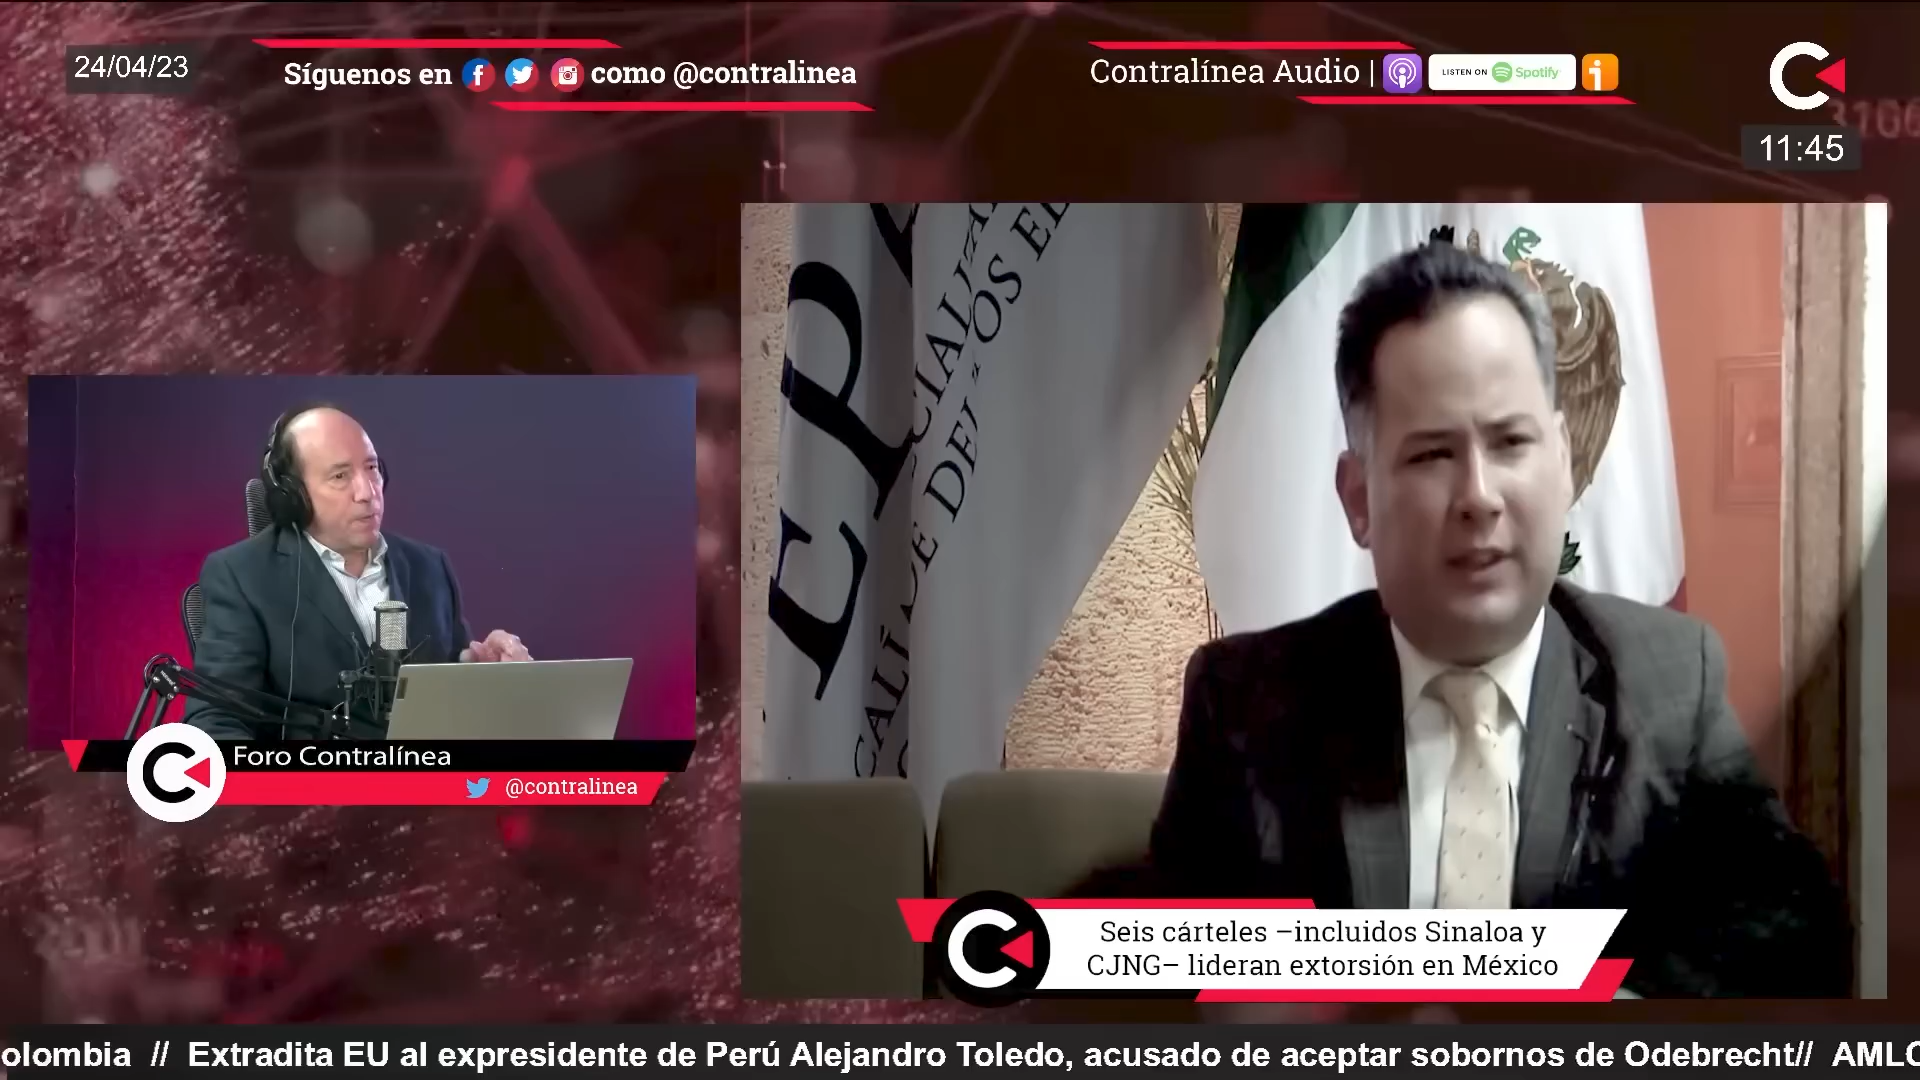 24/04/23
Síguenos en como @contralinea
Contralínea Audio |
LISTEN ON Spotify
11:45
Foro Contralínea
@contralinea
Seis cárteles –incluidos Sinaloa y
CJNG– lideran extorsión en México
olombia // Extradita EU al expresidente de Perú Alejandro Toledo, acusado de aceptar sobornos de Odebrecht// AMLO